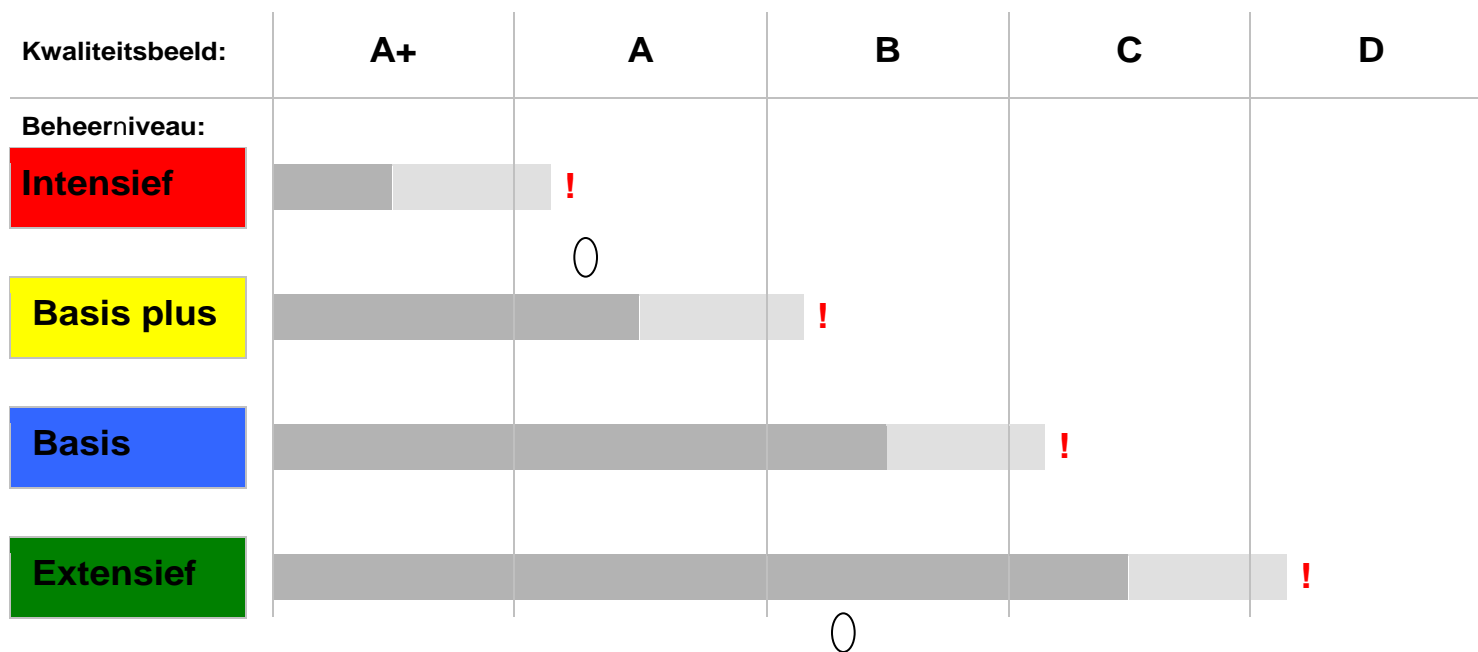 Kwaliteitsbeeld: A+ A B C D
Beheerniveau:
Intensief !
Basis plus !
Basis !
Extensief !